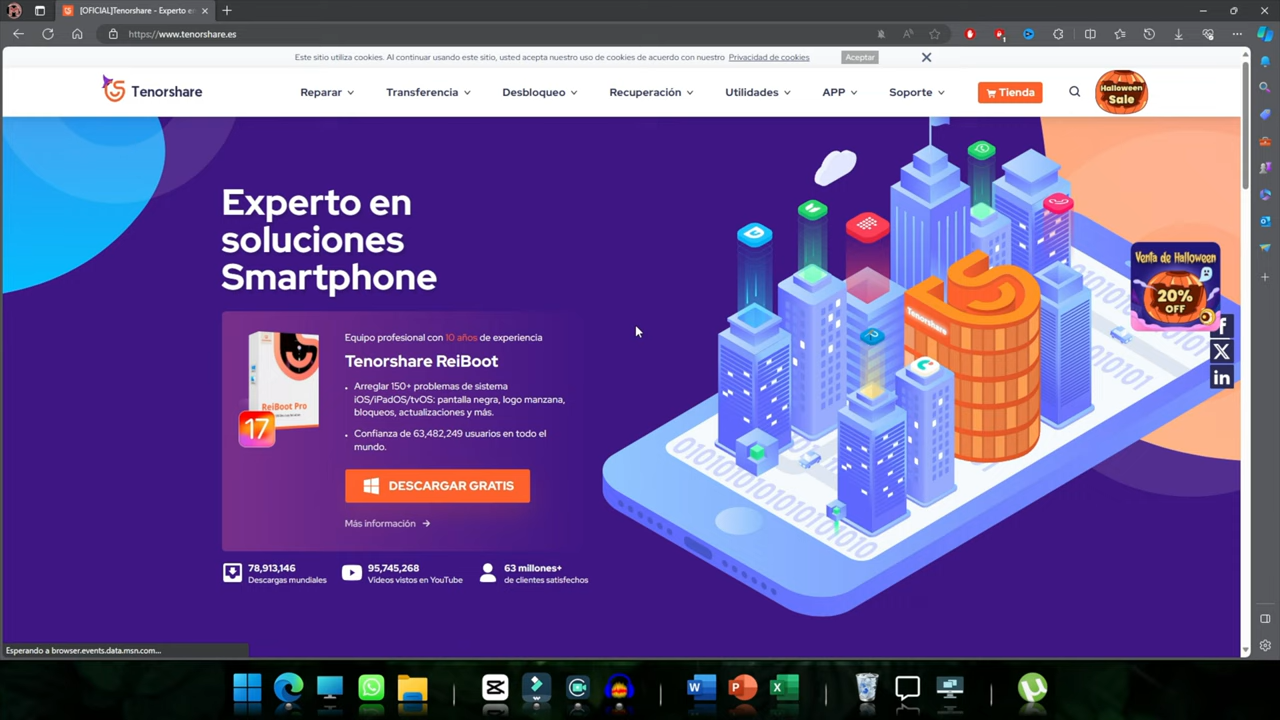 [OFICIAL]Tenorshare - Experto en
https://www.tenorshare.es
Este sitio utiliza cookies. Al continuar usando este sitio, usted acepta nuestro uso de cookies de acuerdo con nuestro Privacidad de cookies
Aceptar
Tenorshare
Reparar
Transferencia
Desbloqueo
Recuperación
Utilidades
APP
Soporte
Tienda
Halloween
Sale
Experto en
soluciones
Smartphone
Equipo profesional con 10 años de experiencia
Tenorshare ReiBoot
Arreglar 150+ problemas de sistema
iOS/iPadOS/tvOS: pantalla negra, logo manzana,
bloqueos, actualizaciones y más.
Confianza de 63,482,249 usuarios en todo el
mundo.
ReiBoot Pro
17
DESCARGAR GRATIS
Más información
78,913,146
Descargas mundiales
95,745,268
Vídeos vistos en YouTube
63 millones+
de clientes satisfechos
Tenorshare
Venta de Halloween
20%
OFF
Esperando a browser.events.data.msn.com...